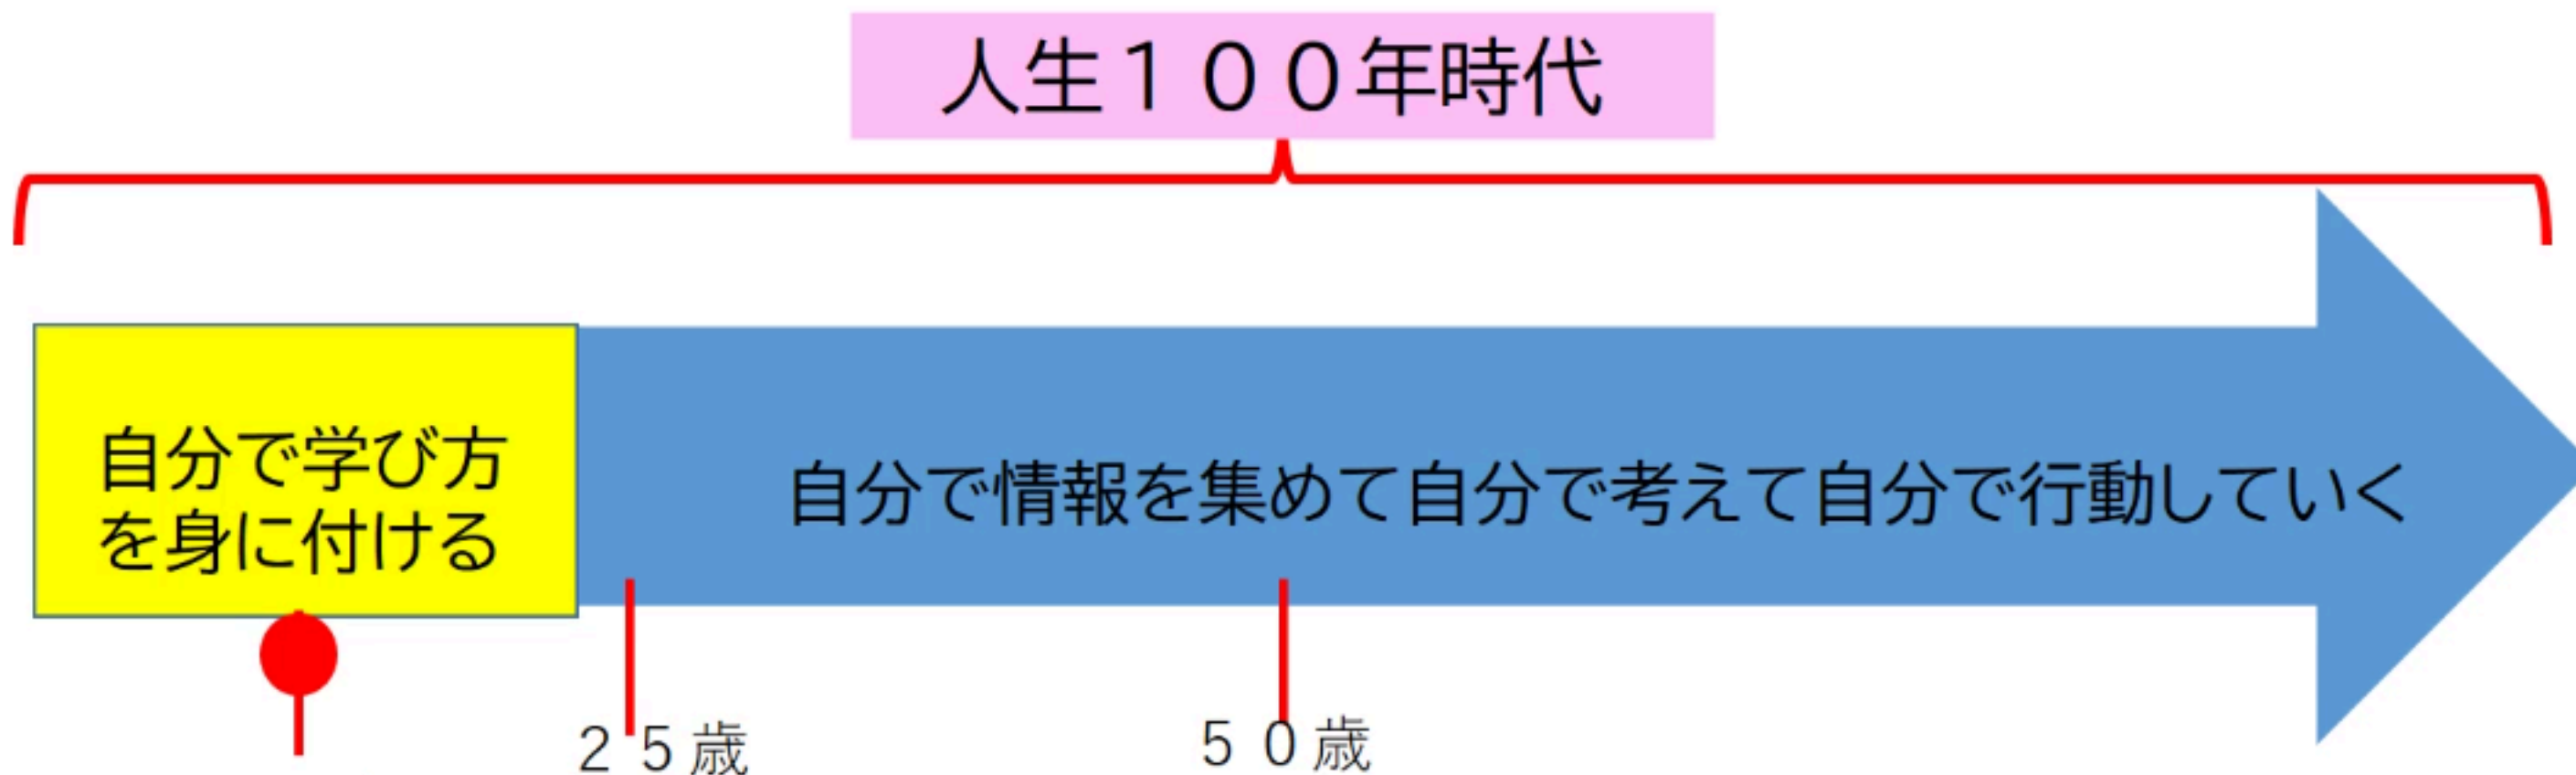 人生１００年時代
自分で学び方
を身に付ける
自分で情報を集めて自分で考えて自分で行動していく
２５歳
５０歳